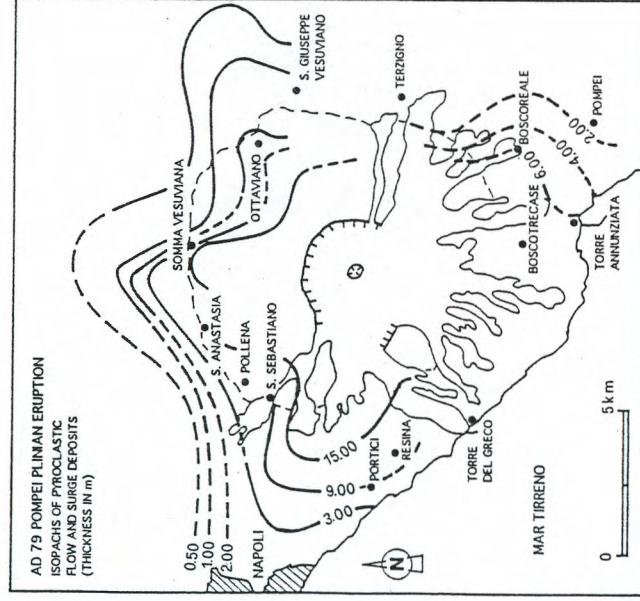 AD 79 POMPEI PLINIAN ERUPTION
ISOPACHS OF PYROCLASTIC
FLOW AND SURGE DEPOSITS
(THICKNESS IN m)
S. GIUSEPPE
VESUVIANO
SOMMA VESUVIANA
OTTAVIANO
TERZIGNO
S. ANASTASIA
POLLENA
S. SEBASTIANO
BOSCOREALE
POMPEI
2.00
4.00
6.00
BOSCOTRECASE
TORRE
ANNUNZIATA
0.50
1.00
2.00
NAPOLI
15.00
9.00
3.00
PORTICI
RESINA
TORRE
DEL GRECO
N
MAR TIRRENO
0
5 km